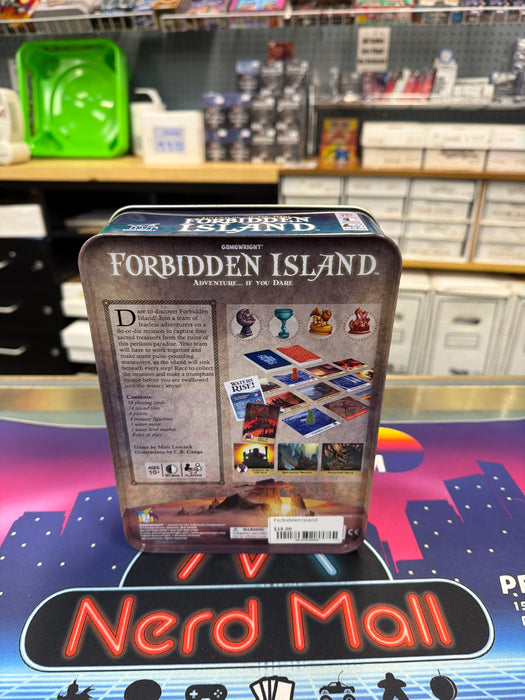 FORBIDDEN ISLAND
GAMEWRIGHT®
FORBIDDEN ISLAND™
ADVENTURE... IF YOU DARE
Dare to discover Forbidden
Island! Join a team of
fearless adventurers on a
do-or-die mission to capture four
sacred treasures from the ruins of
this perilous paradise. Your team
will have to work together and
make some pulse-pounding
maneuvers, as the island will sink
beneath every step! Race to collect
the treasures and make a triumphant
escape before you are swallowed
into the watery abyss!
Contents:
58 playing cards
24 island tiles
6 pawns
4 treasure figurines
1 water meter
1 water level marker
Rules of play
Game by Matt Leacock
Illustrations by C.B. Canga
WATERS
RISE!
AGES
10+
WARNING:
Forbidden Island
$18.00
Nerd Mall